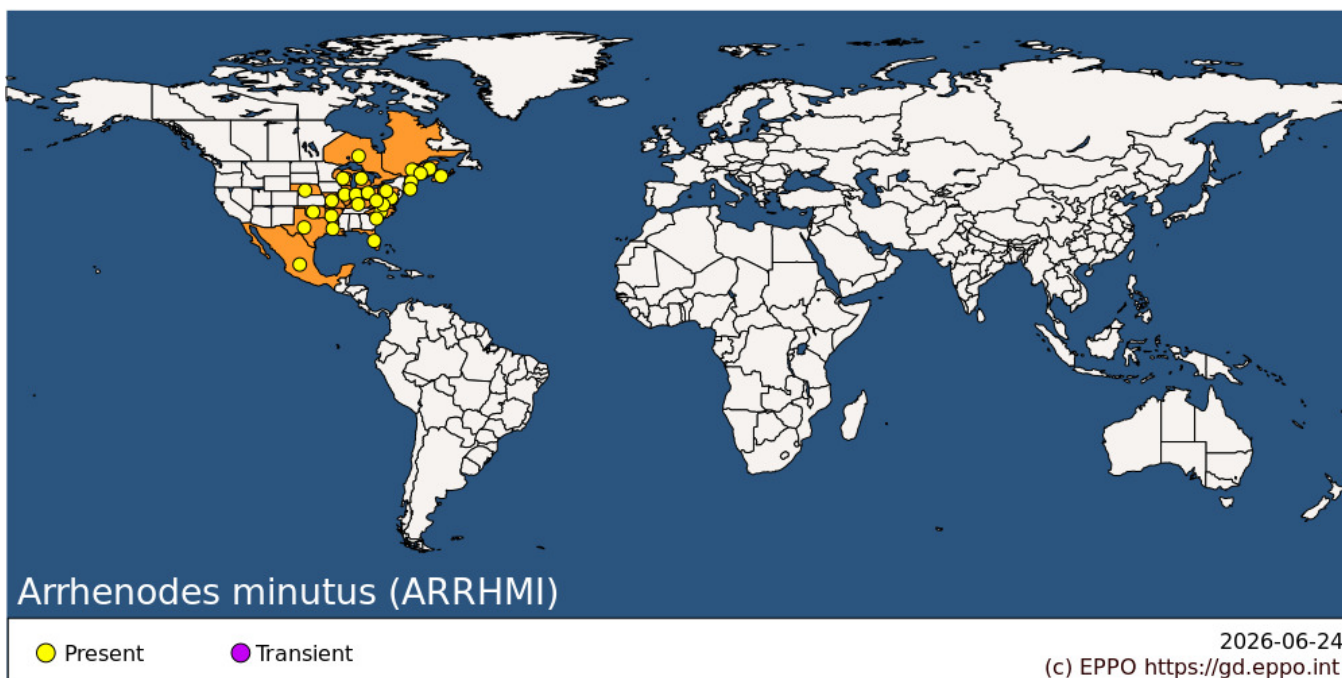 Arrhenodes minutus (ARRHMI)
Present
Transient
2026-06-24
(c) EPPO https://gd.eppo.int